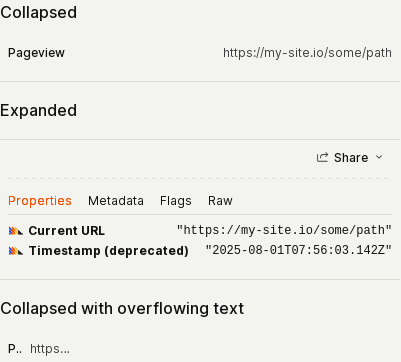 Collapsed
Pageview https://my-site.io/some/path
Expanded
Share
Properties Metadata Flags Raw
Current URL "https://my-site.io/some/path"
Timestamp (deprecated) "2025-08-01T07:56:03.142Z"
Collapsed with overflowing text
P.. https...